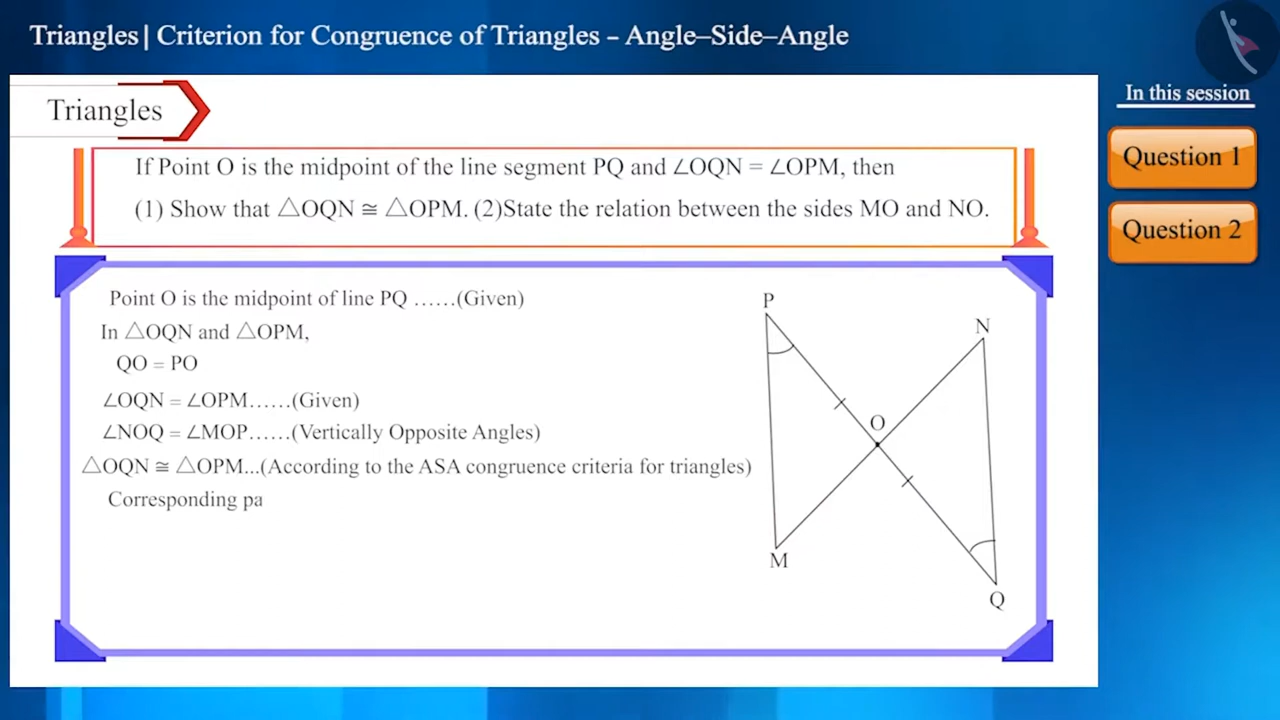 Triangles | Criterion for Congruence of Triangles – Angle–Side–Angle
In this session
Question 1
Question 2
Triangles
If Point O is the midpoint of the line segment PQ and ∠OQN = ∠OPM, then
(1) Show that △OQN ≅ △OPM. (2)State the relation between the sides MO and NO.
Point O is the midpoint of line PQ ......(Given)
In △OQN and △OPM,
QO = PO
∠OQN = ∠OPM......(Given)
∠NOQ = ∠MOP......(Vertically Opposite Angles)
△OQN ≅ △OPM...(According to the ASA congruence criteria for triangles)
Corresponding pa
P
N
O
M
Q